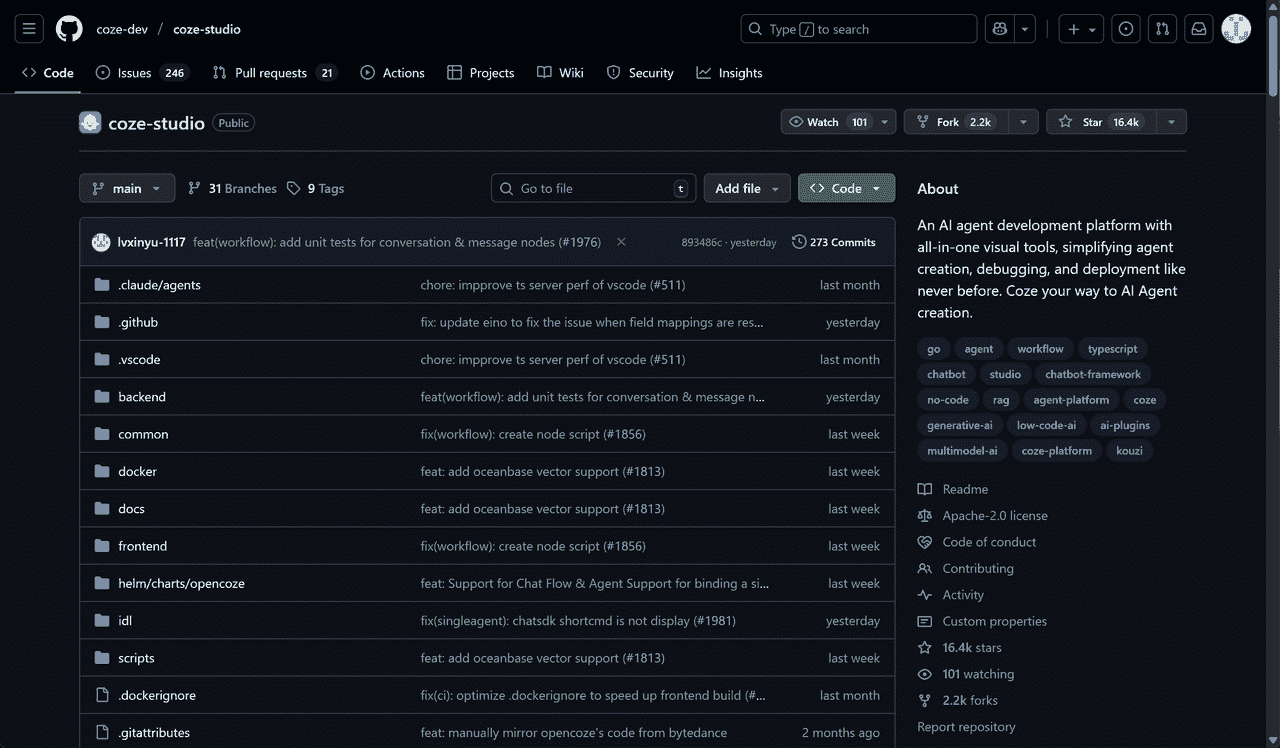 coze-dev / coze-studio
Type / to search
Code Issues 246 Pull requests 21 Actions Projects Wiki Security Insights
coze-studio Public
Watch 101 Fork 2.2k Star 16.4k
main 31 Branches 9 Tags Go to file t Add file Code
lvxinyu-1117 feat(workflow): add unit tests for conversation & message nodes (#1976) 893486c · yesterday 273 Commits
.claude/agents chore: impprove ts server perf of vscode (#511) last month
.github fix: update eino to fix the issue when field mappings are res... yesterday
.vscode chore: impprove ts server perf of vscode (#511) last month
backend feat(workflow): add unit tests for conversation & message n... yesterday
common fix(workflow): create node script (#1856) last week
docker feat: add oceanbase vector support (#1813) last week
docs feat: add oceanbase vector support (#1813) last week
frontend fix(workflow): create node script (#1856) last week
helm/charts/opencoze feat: Support for Chat Flow & Agent Support for binding a si... last week
idl fix(singleagent): chatsdk shortcmd is not display (#1981) yesterday
scripts feat: add oceanbase vector support (#1813) last week
.dockerignore fix(ci): optimize .dockerignore to speed up frontend build (#... last month
.gitattributes feat: manually mirror opencoze's code from bytedance 2 months ago
About
An AI agent development platform with
all-in-one visual tools, simplifying agent
creation, debugging, and deployment like
never before. Coze your way to AI Agent
creation.
go agent workflow typescript
chatbot studio chatbot-framework
no-code rag agent-platform coze
generative-ai low-code-ai ai-plugins
multimodel-ai coze-platform kouzi
Readme
Apache-2.0 license
Code of conduct
Contributing
Activity
Custom properties
16.4k stars
101 watching
2.2k forks
Report repository